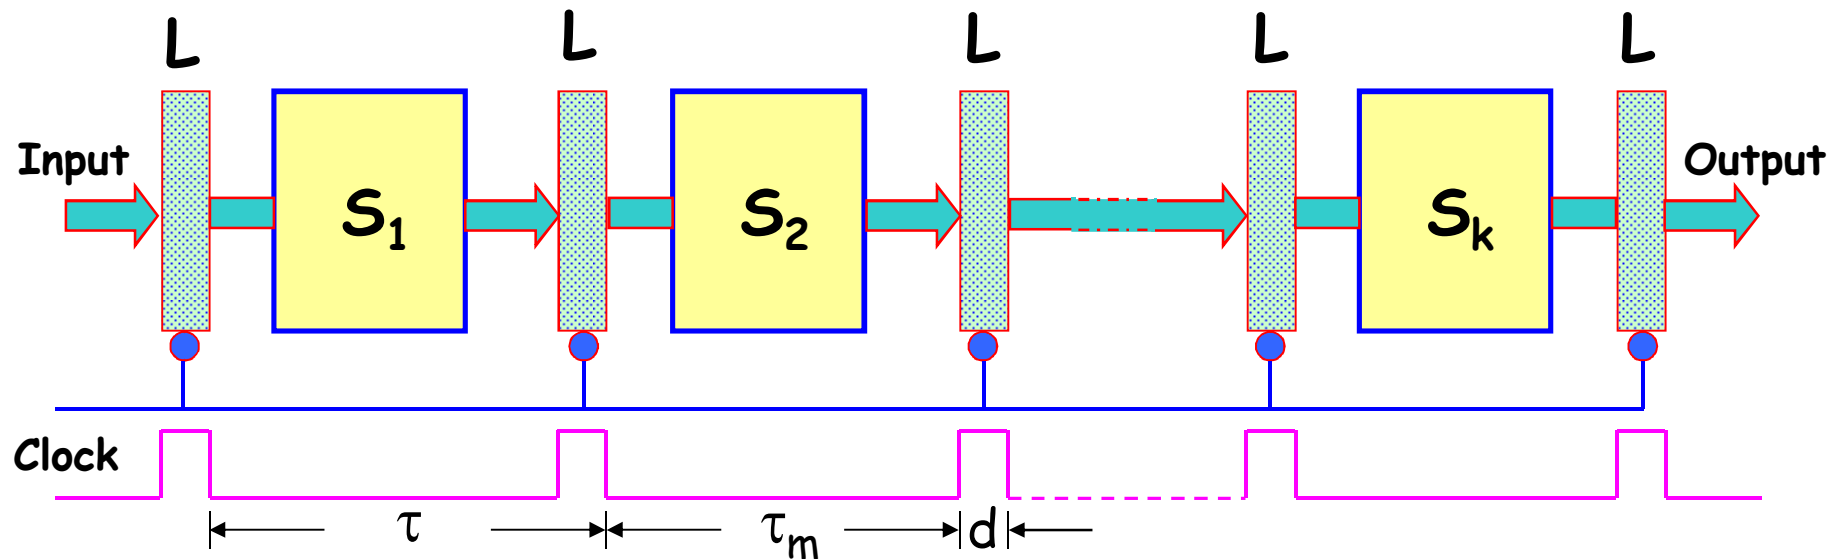 L L L L L
Input Output
S₁ S₂ Sₖ
Clock
τ τₘ d